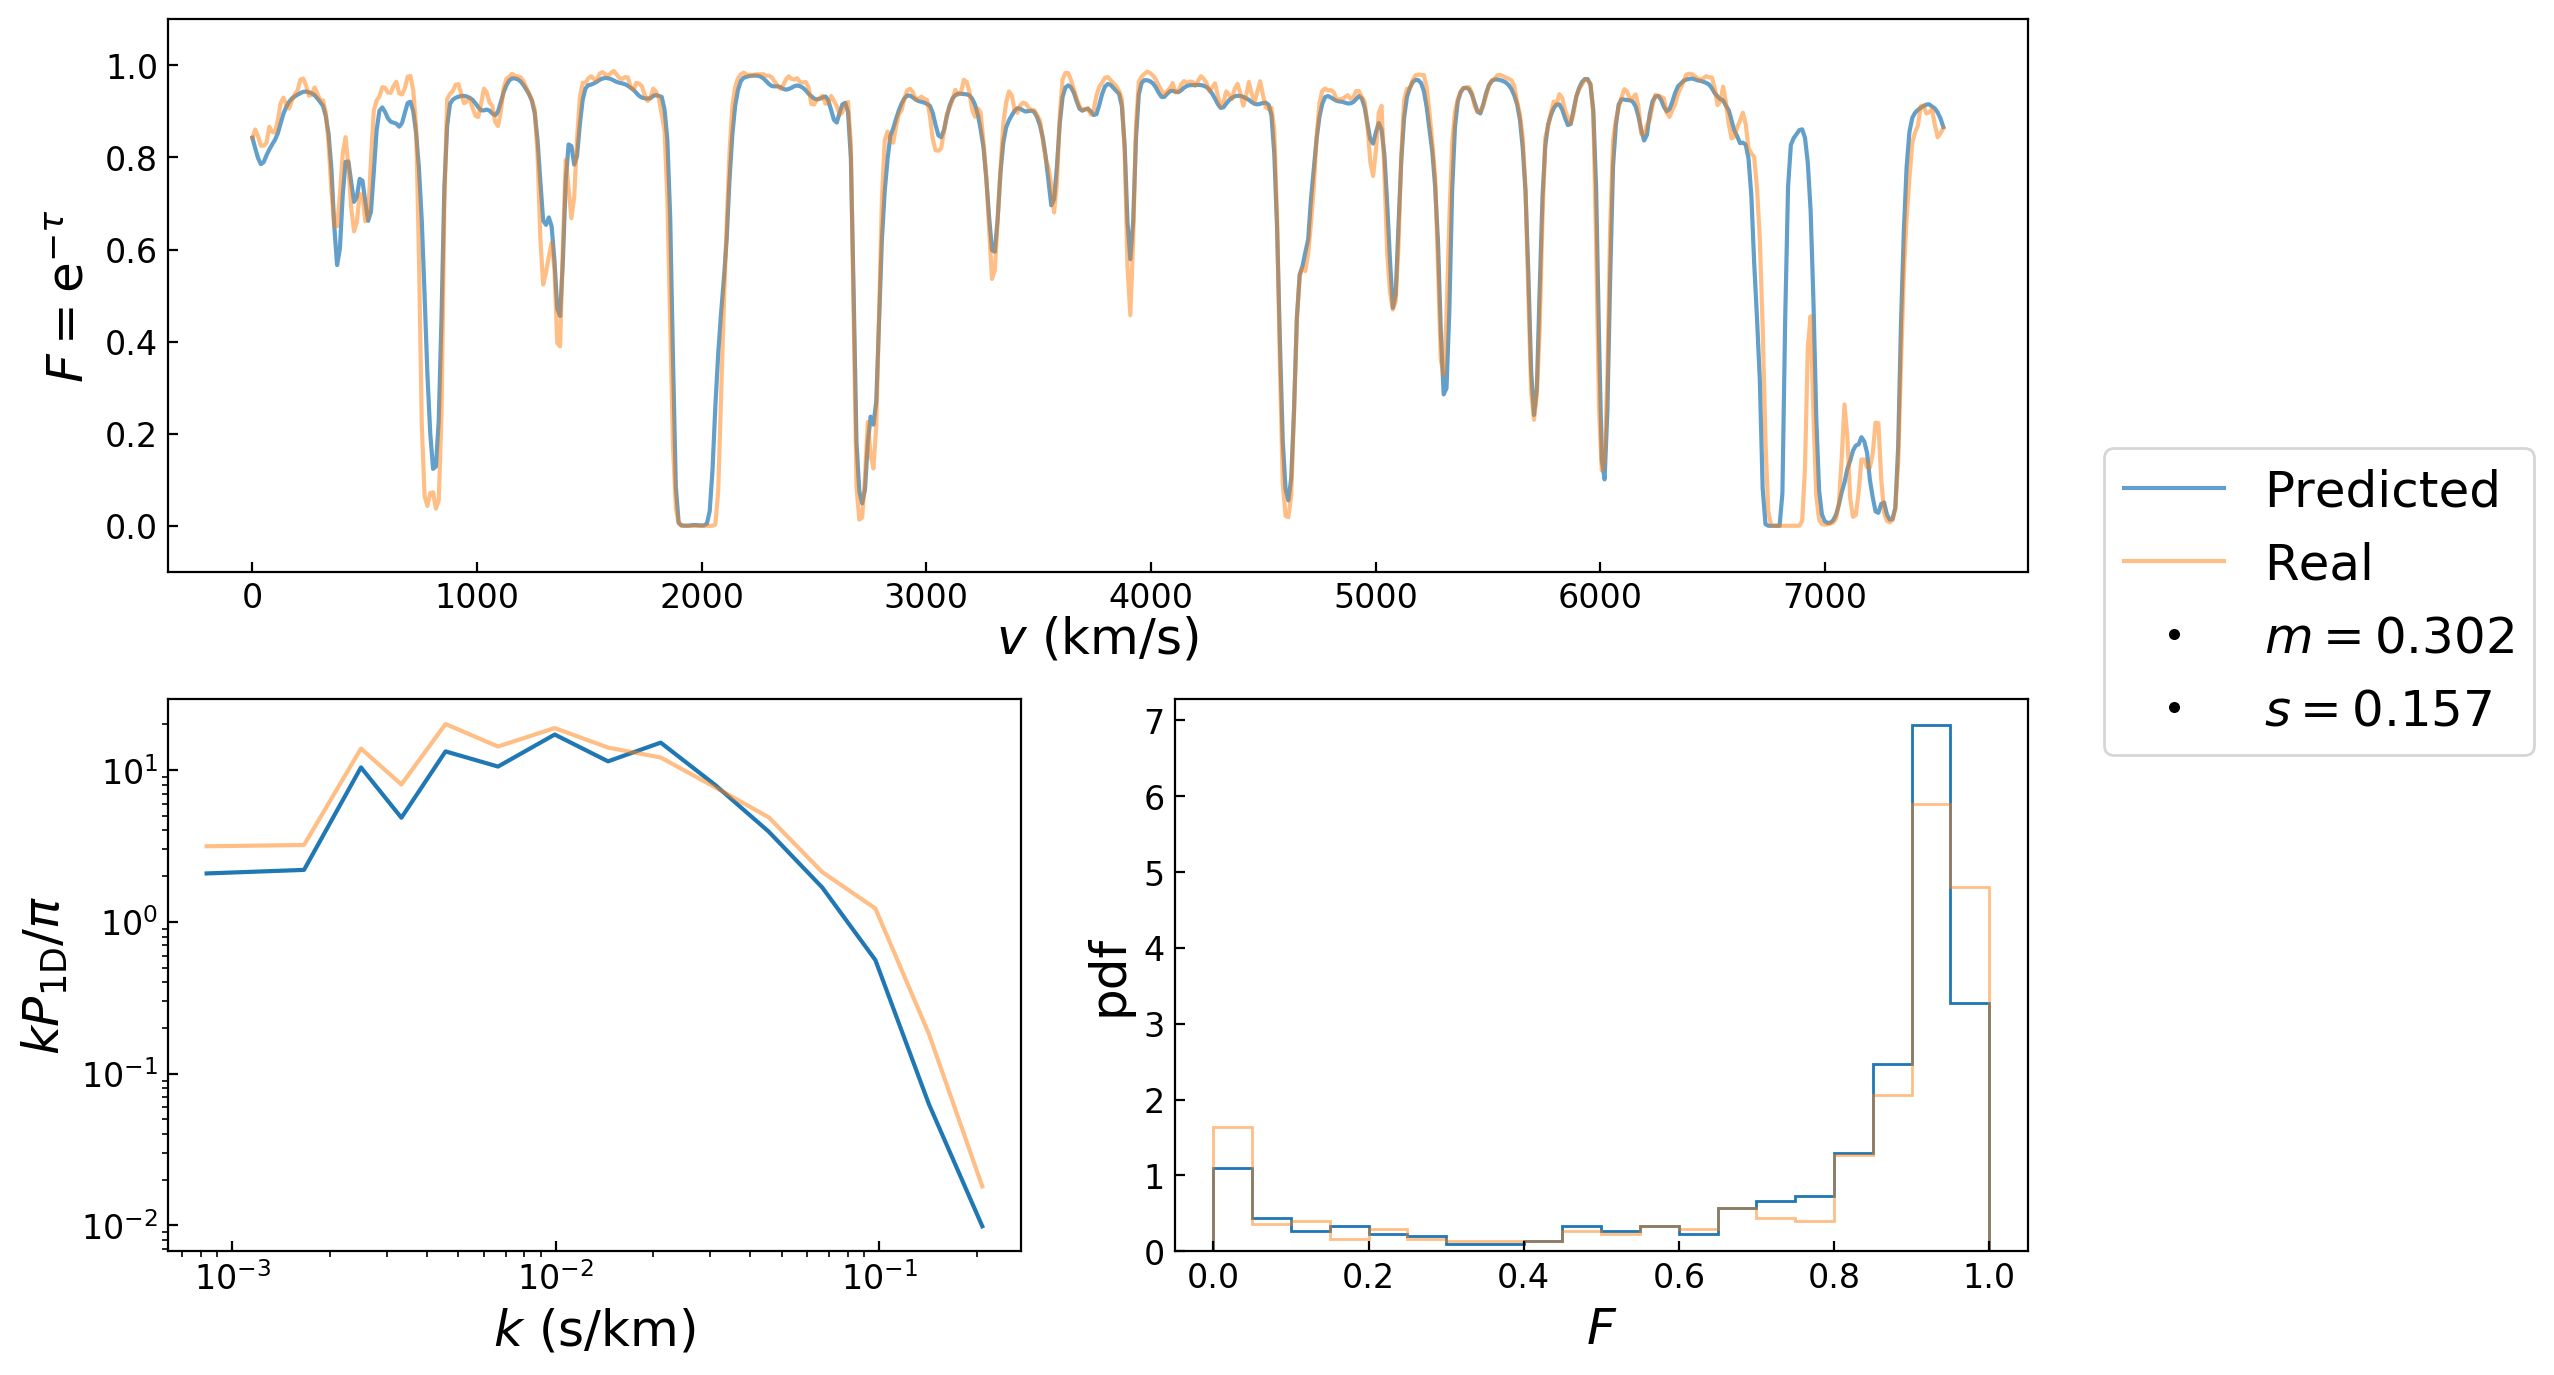 F = e^{−τ}
1.0
0.8
0.6
0.4
0.2
0.0
0 1000 2000 3000 4000 5000 6000 7000
v (km/s)
Predicted
Real
m = 0.302
s = 0.157
kP_{1D}/π
10^1
10^0
10^{−1}
10^{−2}
10^{−3} 10^{−2} 10^{−1}
k (s/km)
pdf
7
6
5
4
3
2
1
0
0.0 0.2 0.4 0.6 0.8 1.0
F